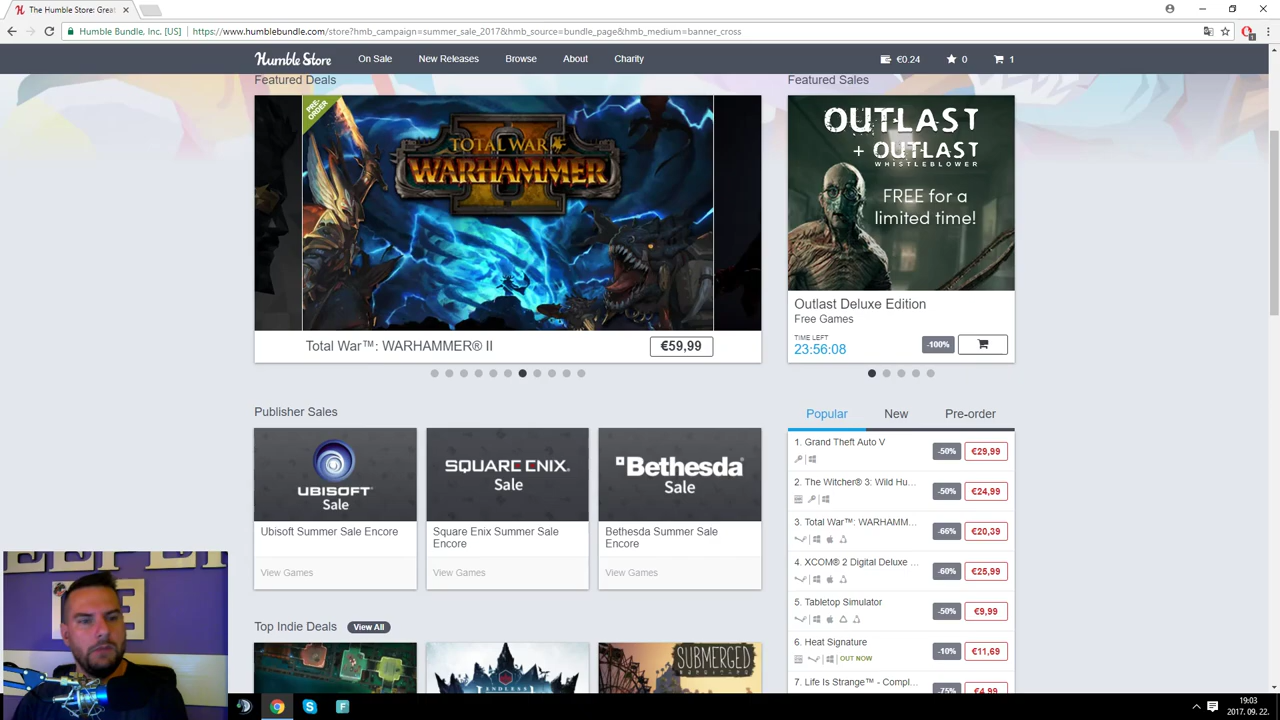 The Humble Store: Grea
Humble Bundle, Inc. [US]
https://www.humblebundle.com/store?hmb_campaign=summer_sale_2017&hmb_source=bundle_page&hmb_medium=banner_cross
Humble Store
On Sale
New Releases
Browse
About
Charity
€0.24
0
1
Featured Deals
PRE-
ORDER
TOTAL WAR
WARHAMMER
II
Total War™: WARHAMMER® II
€59,99
Featured Sales
OUTLAST
+ OUTLAST
WHISTLEBLOWER
FREE for a
limited time!
Outlast Deluxe Edition
Free Games
TIME LEFT
23:56:08
-100%
Publisher Sales
UBISOFT
Sale
Ubisoft Summer Sale Encore
View Games
SQUARE ENIX.
Sale
Square Enix Summer Sale
Encore
View Games
Bethesda
Sale
Bethesda Summer Sale
Encore
View Games
Popular
New
Pre-order
1. Grand Theft Auto V
-50%
€29,99
2. The Witcher® 3: Wild Hu...
-50%
€24,99
3. Total War™: WARHAMM...
-66%
€20,39
4. XCOM® 2 Digital Deluxe ...
-60%
€25,99
5. Tabletop Simulator
-50%
€9,99
6. Heat Signature
OUT NOW
-10%
€11,69
7. Life Is Strange™ - Compl...
-75%
€4,99
Top Indie Deals
View All
ENDLESS
SUBMERGED
19:03
2017. 09. 22.